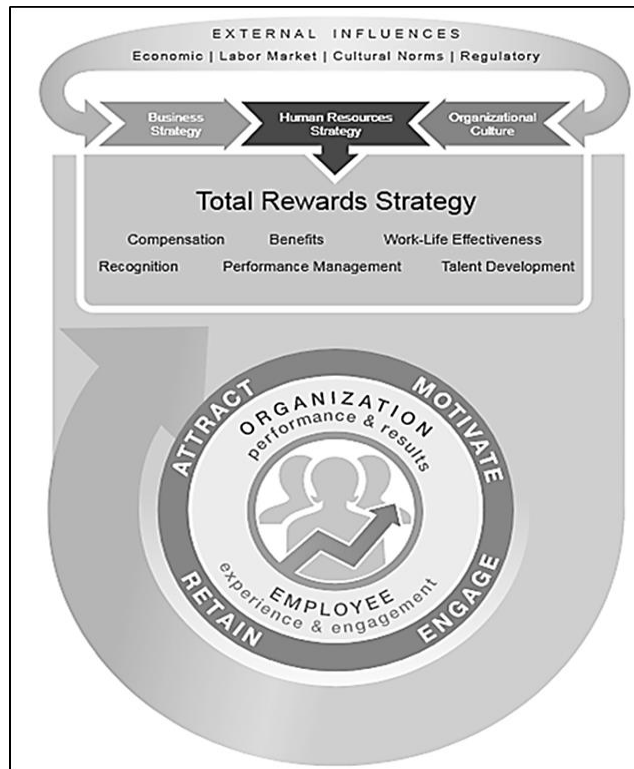 EXTERNAL INFLUENCES
Economic | Labor Market | Cultural Norms | Regulatory
Business
Strategy
Human Resources
Strategy
Organizational
Culture
Total Rewards Strategy
Compensation Benefits Work-Life Effectiveness
Recognition Performance Management Talent Development
ATTRACT
MOTIVATE
ORGANIZATION
performance & results
EMPLOYEE
experience & engagement
RETAIN
ENGAGE